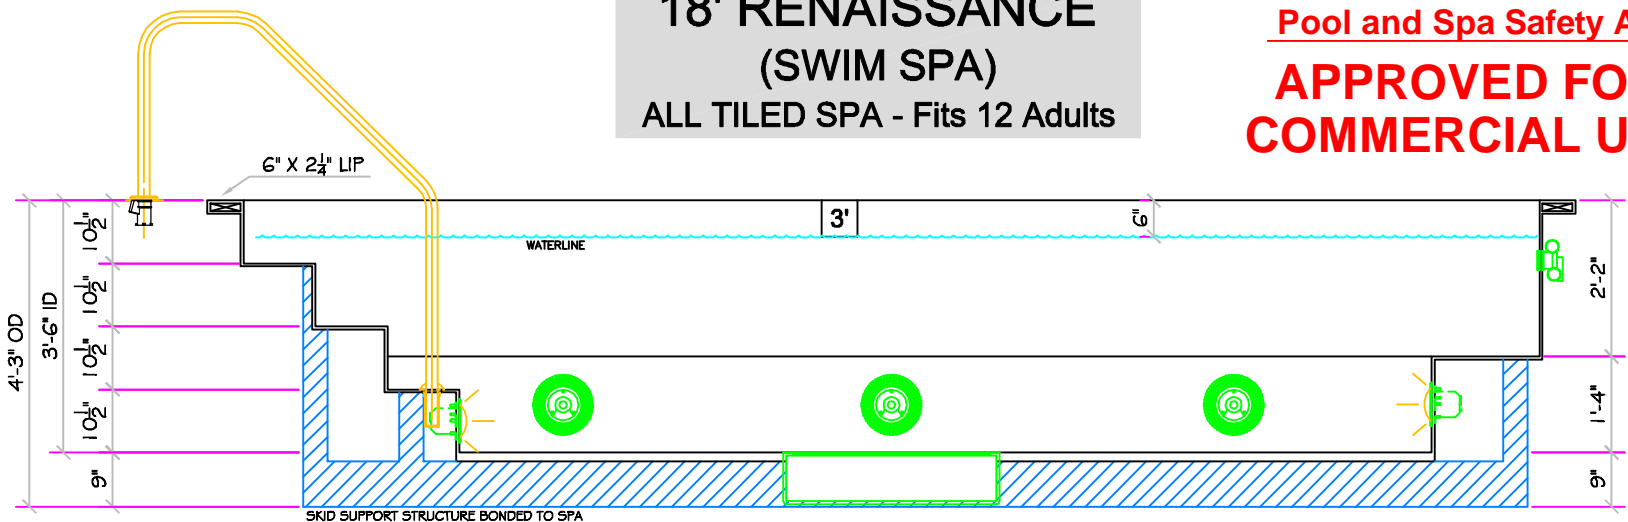 18' RENAISSANCE
(SWIM SPA)
ALL TILED SPA - Fits 12 Adults
Pool and Spa Safety A
APPROVED FO
COMMERCIAL U
6" X 2¼" LIP
3'
6"
WATERLINE
10½"
10½"
10½"
10½"
9"
3'-6" ID
4'-3" OD
2'-2"
1'-4"
9"
SKID SUPPORT STRUCTURE BONDED TO SPA